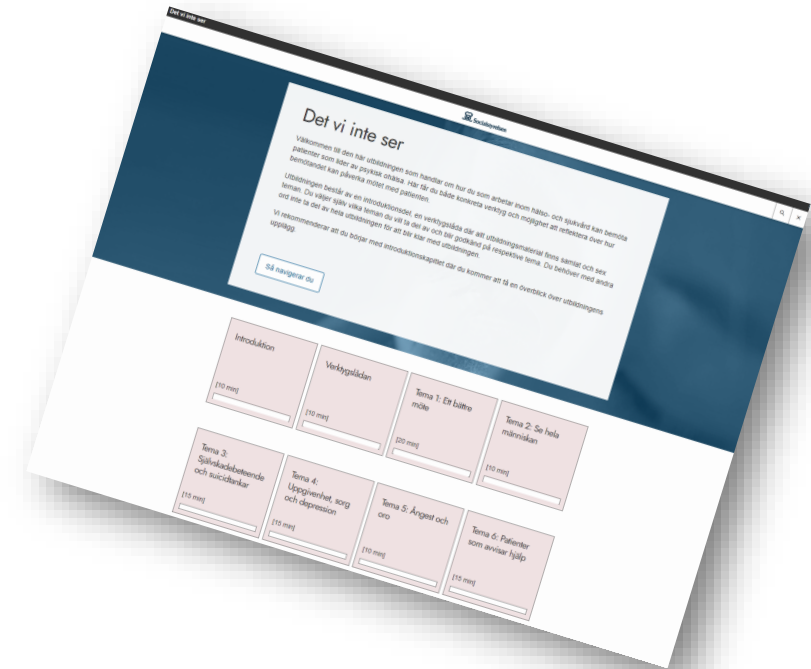 Det vi inte ser
Socialstyrelsen
Det vi inte ser
Välkommen till den här utbildningen som handlar om hur du som arbetar inom hälso- och sjukvård kan bemöta
patienter som lider av psykisk ohälsa. Här får du både konkreta verktyg och möjlighet att reflektera över hur
bemötandet kan påverka mötet med patienten.
Utbildningen består av en introduktionsdel, en verktygslåda där allt utbildningsmaterial finns samlat och sex
teman. Du väljer själv vilka teman du vill ta del av och blir godkänd på respektive tema. Du behöver med andra
ord inte ta del av hela utbildningen för att blir klar med utbildningen.
Vi rekommenderar att du börjar med introduktionskapitlet där du kommer att få en överblick över utbildningens
upplägg.
Så navigerar du
Introduktion
[10 min]
Verktygslådan
[10 min]
Tema 1: Ett bättre
möte
[20 min]
Tema 2: Se hela
människan
[10 min]
Tema 3:
Självskadebeteende
och suicidtankar
[15 min]
Tema 4:
Uppgivenhet, sorg
och depression
[15 min]
Tema 5: Ångest och
oro
[10 min]
Tema 6: Patienter
som avvisar hjälp
[15 min]